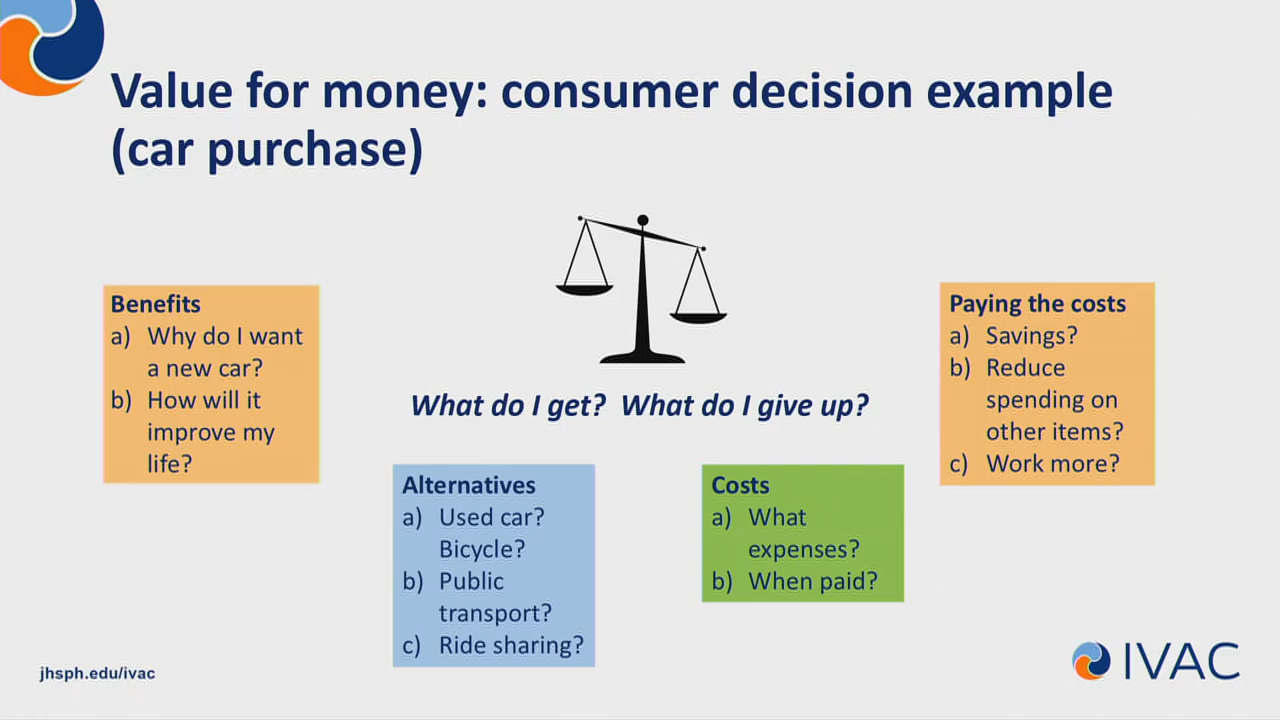 Value for money: consumer decision example
(car purchase)
Benefits
a) Why do I want
a new car?
b) How will it
improve my
life?
What do I get? What do I give up?
Alternatives
a) Used car?
Bicycle?
b) Public
transport?
c) Ride sharing?
Costs
a) What
expenses?
b) When paid?
Paying the costs
a) Savings?
b) Reduce
spending on
other items?
c) Work more?
jhsph.edu/ivac
IVAC